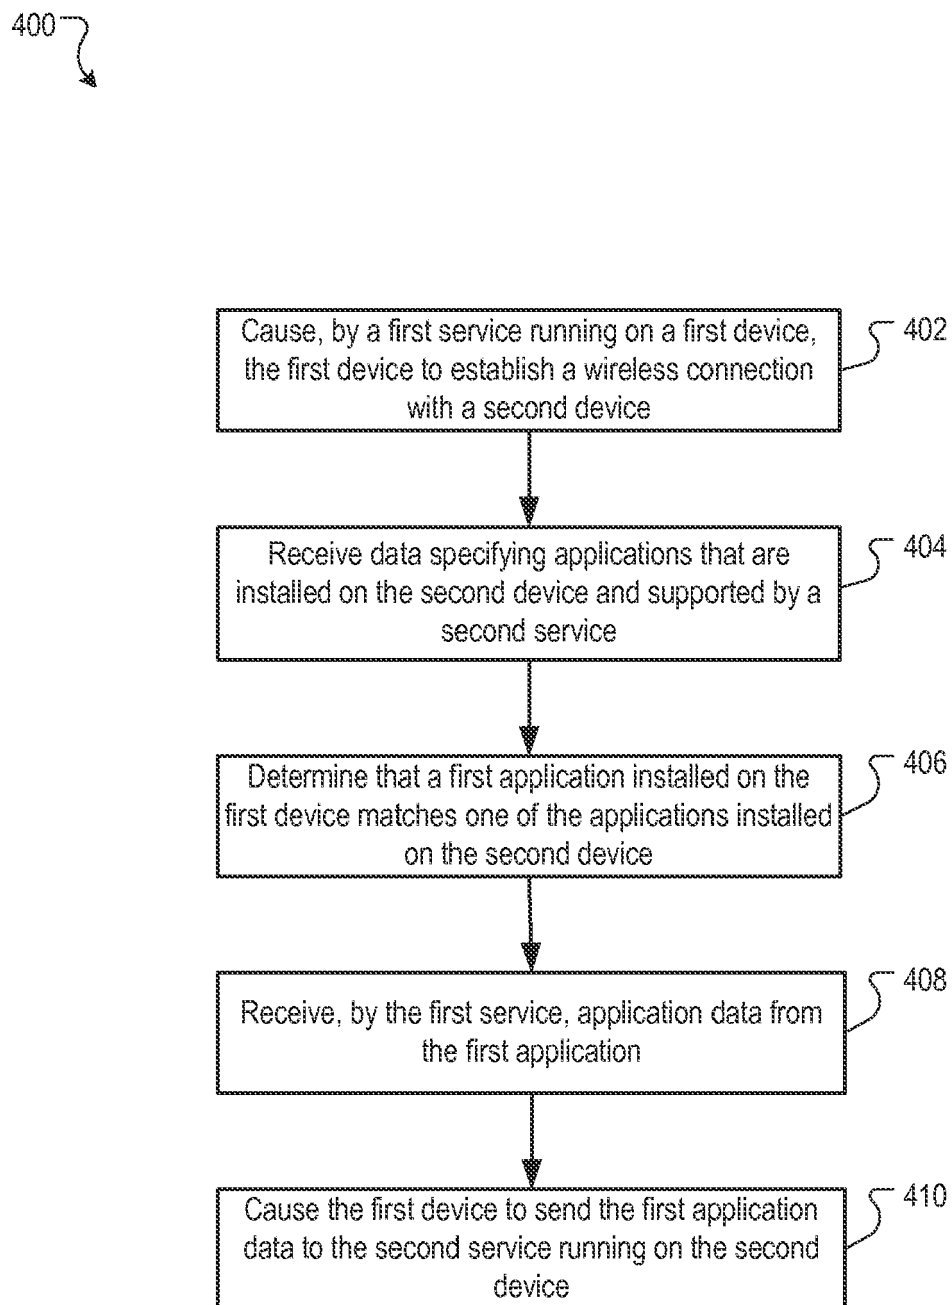 400
Cause, by a first service running on a first device,
the first device to establish a wireless connection
with a second device
402
Receive data specifying applications that are
installed on the second device and supported by a
second service
404
Determine that a first application installed on the
first device matches one of the applications installed
on the second device
406
Receive, by the first service, application data from
the first application
408
Cause the first device to send the first application
data to the second service running on the second
device
410